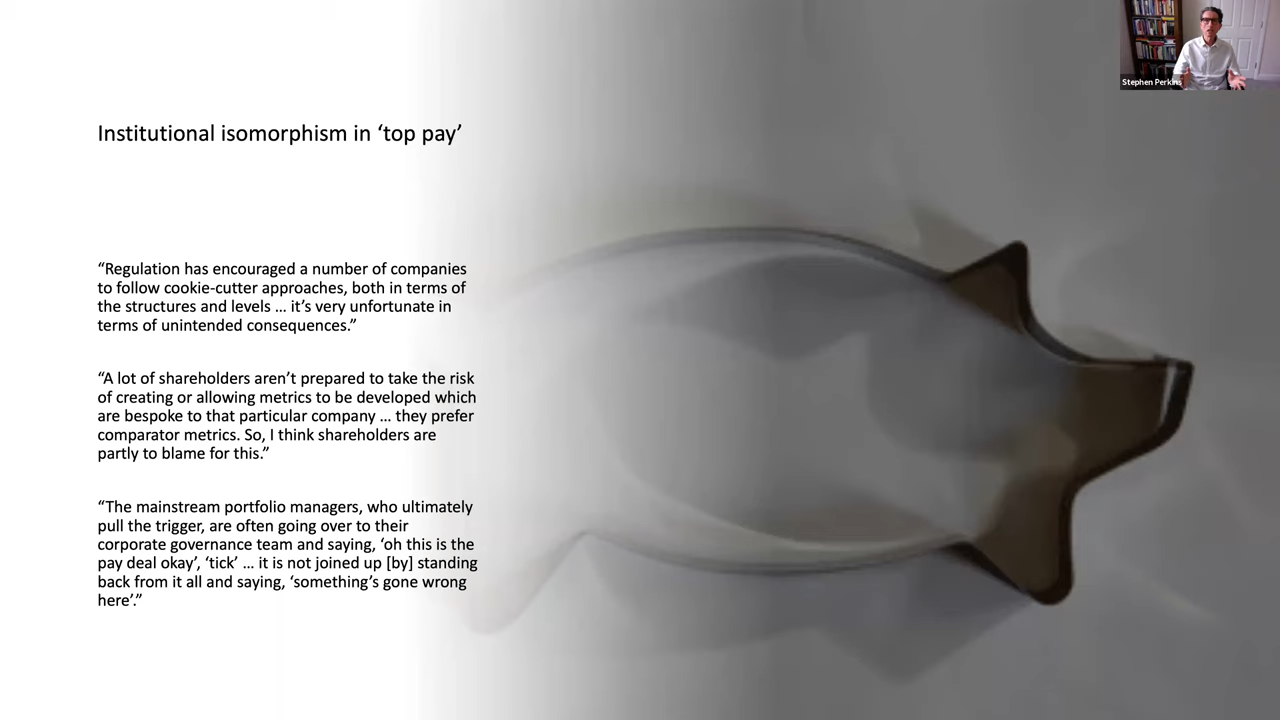 Stephen Perkins
Institutional isomorphism in ‘top pay’
“Regulation has encouraged a number of companies
to follow cookie-cutter approaches, both in terms of
the structures and levels … it’s very unfortunate in
terms of unintended consequences.”
“A lot of shareholders aren’t prepared to take the risk
of creating or allowing metrics to be developed which
are bespoke to that particular company … they prefer
comparator metrics. So, I think shareholders are
partly to blame for this.”
“The mainstream portfolio managers, who ultimately
pull the trigger, are often going over to their
corporate governance team and saying, ‘oh this is the
pay deal okay’, ‘tick’ … it is not joined up [by] standing
back from it all and saying, ‘something’s gone wrong
here’.”